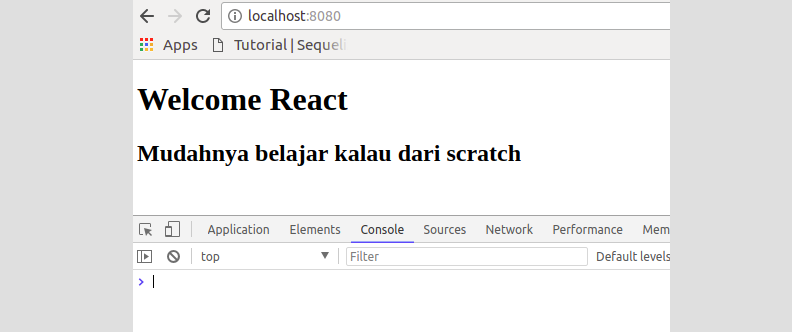 localhost:8080
Apps Tutorial | Sequeli
Welcome React
Mudahnya belajar kalau dari scratch
Application Elements Console Sources Network Performance Mem
top Filter Default levels